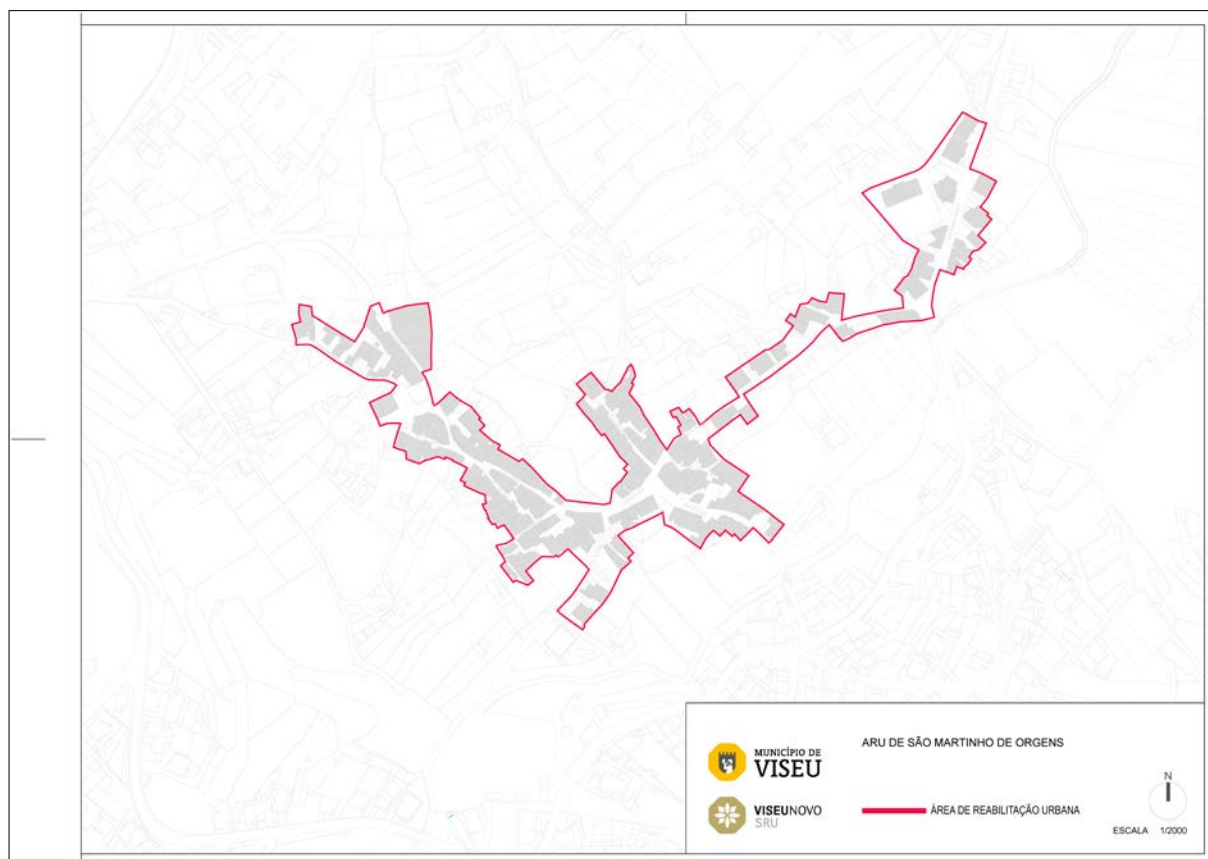 MUNICÍPIO DE
VISEU
ARU DE SÃO MARTINHO DE ORGENS
VISEUNOVO
SRU
ÁREA DE REABILITAÇÃO URBANA
N
ESCALA 1/2000